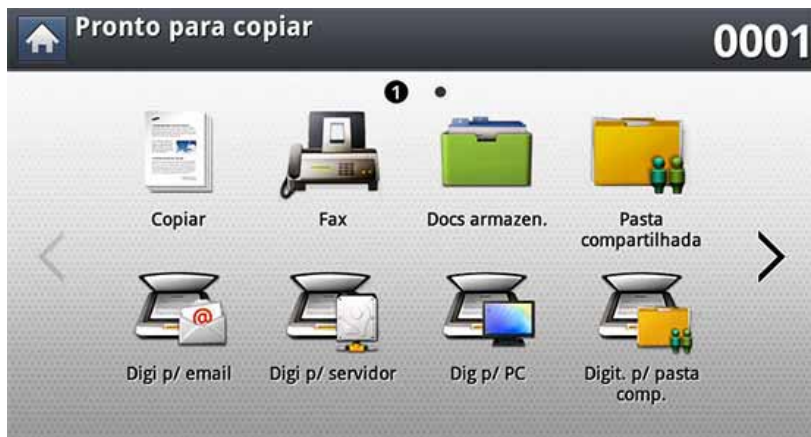 Pronto para copiar
0001
1
Copiar
Fax
Docs armazen.
Pasta
compartilhada
Digi p/ email
Digi p/ servidor
Dig p/ PC
Digit. p/ pasta
comp.